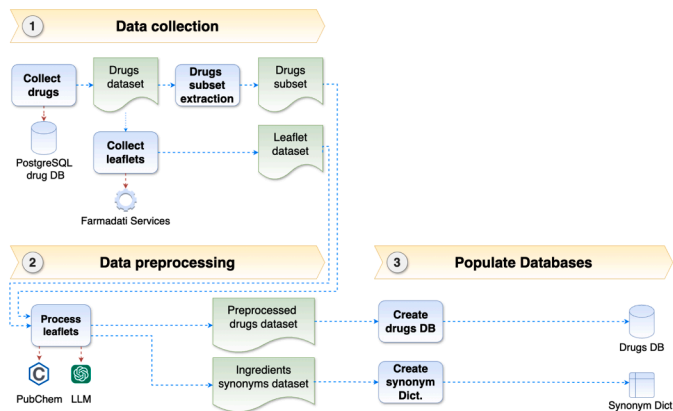 1
Data collection
Collect
drugs
Drugs
dataset
Drugs
subset
extraction
Drugs
subset
PostgreSQL
drug DB
Collect
leaflets
Leaflet
dataset
Farmadati Services
2
Data preprocessing
3
Populate Databases
Process
leaflets
Preprocessed
drugs dataset
Create
drugs DB
Drugs DB
C
PubChem
LLM
Ingredients
synonyms dataset
Create
synonym
Dict.
Synonym Dict